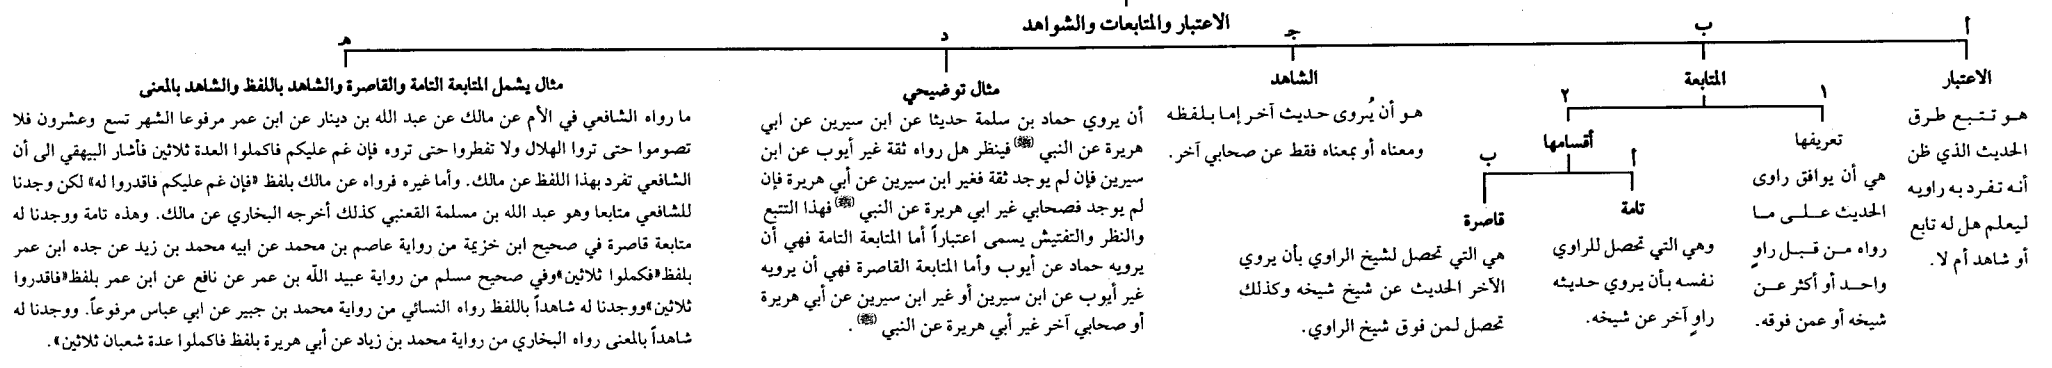 الاعتبار والمتابعات والشواهد
أ
الاعتبار
هو تتبع طرق
الحديث الذي ظن
أنه تفرد به راويه
ليعلم هل له تابع
أو شاهد أم لا.
ب
المتابعة
١
تعريفها
هي أن يوافق راوى
الحديث على ما
رواه من قبل راوٍ
واحد أو أكثر عن
شيخه أو عمن فوقه.
٢
أقسامها
أ
تامة
وهي التي تحصل للراوي
نفسه بأن يروي حديثه
راوٍ آخر عن شيخه.
ب
قاصرة
هي التي تحصل لشيخ الراوي بأن يروي
الآخر الحديث عن شيخ شيخه وكذلك
تحصل لمن فوق شيخ الراوي.
جـ
الشاهد
هو أن يُروى حديث آخر إما بلفظه
ومعناه أو بمعناه فقط عن صحابي آخر.
د
مثال توضيحي
أن يروي حماد بن سلمة حديثا عن ابن سيرين عن ابي
هريرة عن النبي (ﷺ) فينظر هل رواه ثقة غير أيوب عن ابن
سيرين فإن لم يوجد ثقة فغير ابن سيرين عن أبي هريرة فإن
لم يوجد فصحابي غير ابي هريرة عن النبي (ﷺ) فهذا التتبع
والنظر والتفتيش يسمى اعتباراً أما المتابعة التامة فهي أن
يرويه حماد عن أيوب وأما المتابعة القاصرة فهي أن يرويه
غير أيوب عن ابن سيرين أو غير ابن سيرين عن أبي هريرة
أو صحابي آخر غير أبي هريرة عن النبي (ﷺ).
هـ
مثال يشمل المتابعة التامة والقاصرة والشاهد باللفظ والشاهد بالمعنى
ما رواه الشافعي في الأم عن مالك عن عبد الله بن دينار عن ابن عمر مرفوعا الشهر تسع وعشرون فلا
تصوموا حتى تروا الهلال ولا تفطروا حتى تروه فإن غم عليكم فاكملوا العدة ثلاثين فأشار البيهقي الى أن
الشافعي تفرد بهذا اللفظ عن مالك. وأما غيره فرواه عن مالك بلفظ «فإن غم عليكم فاقدروا له» لكن وجدنا
للشافعي متابعا وهو عبد الله بن مسلمة القعنبي كذلك أخرجه البخاري عن مالك. وهذه تامة ووجدنا له
متابعة قاصرة في صحيح ابن خزيمة من رواية عاصم بن محمد عن ابيه محمد بن زيد عن جده ابن عمر
بلفظ «فكملوا ثلاثين» وفي صحيح مسلم من رواية عبيد اللّه بن عمر عن نافع عن ابن عمر بلفظ «فاقدروا
ثلاثين» ووجدنا له شاهداً باللفظ رواه النسائي من رواية محمد بن جبير عن ابي عباس مرفوعاً. ووجدنا له
شاهداً بالمعنى رواه البخاري من رواية محمد بن زياد عن أبي هريرة بلفظ فاكملوا عدة شعبان ثلاثين».